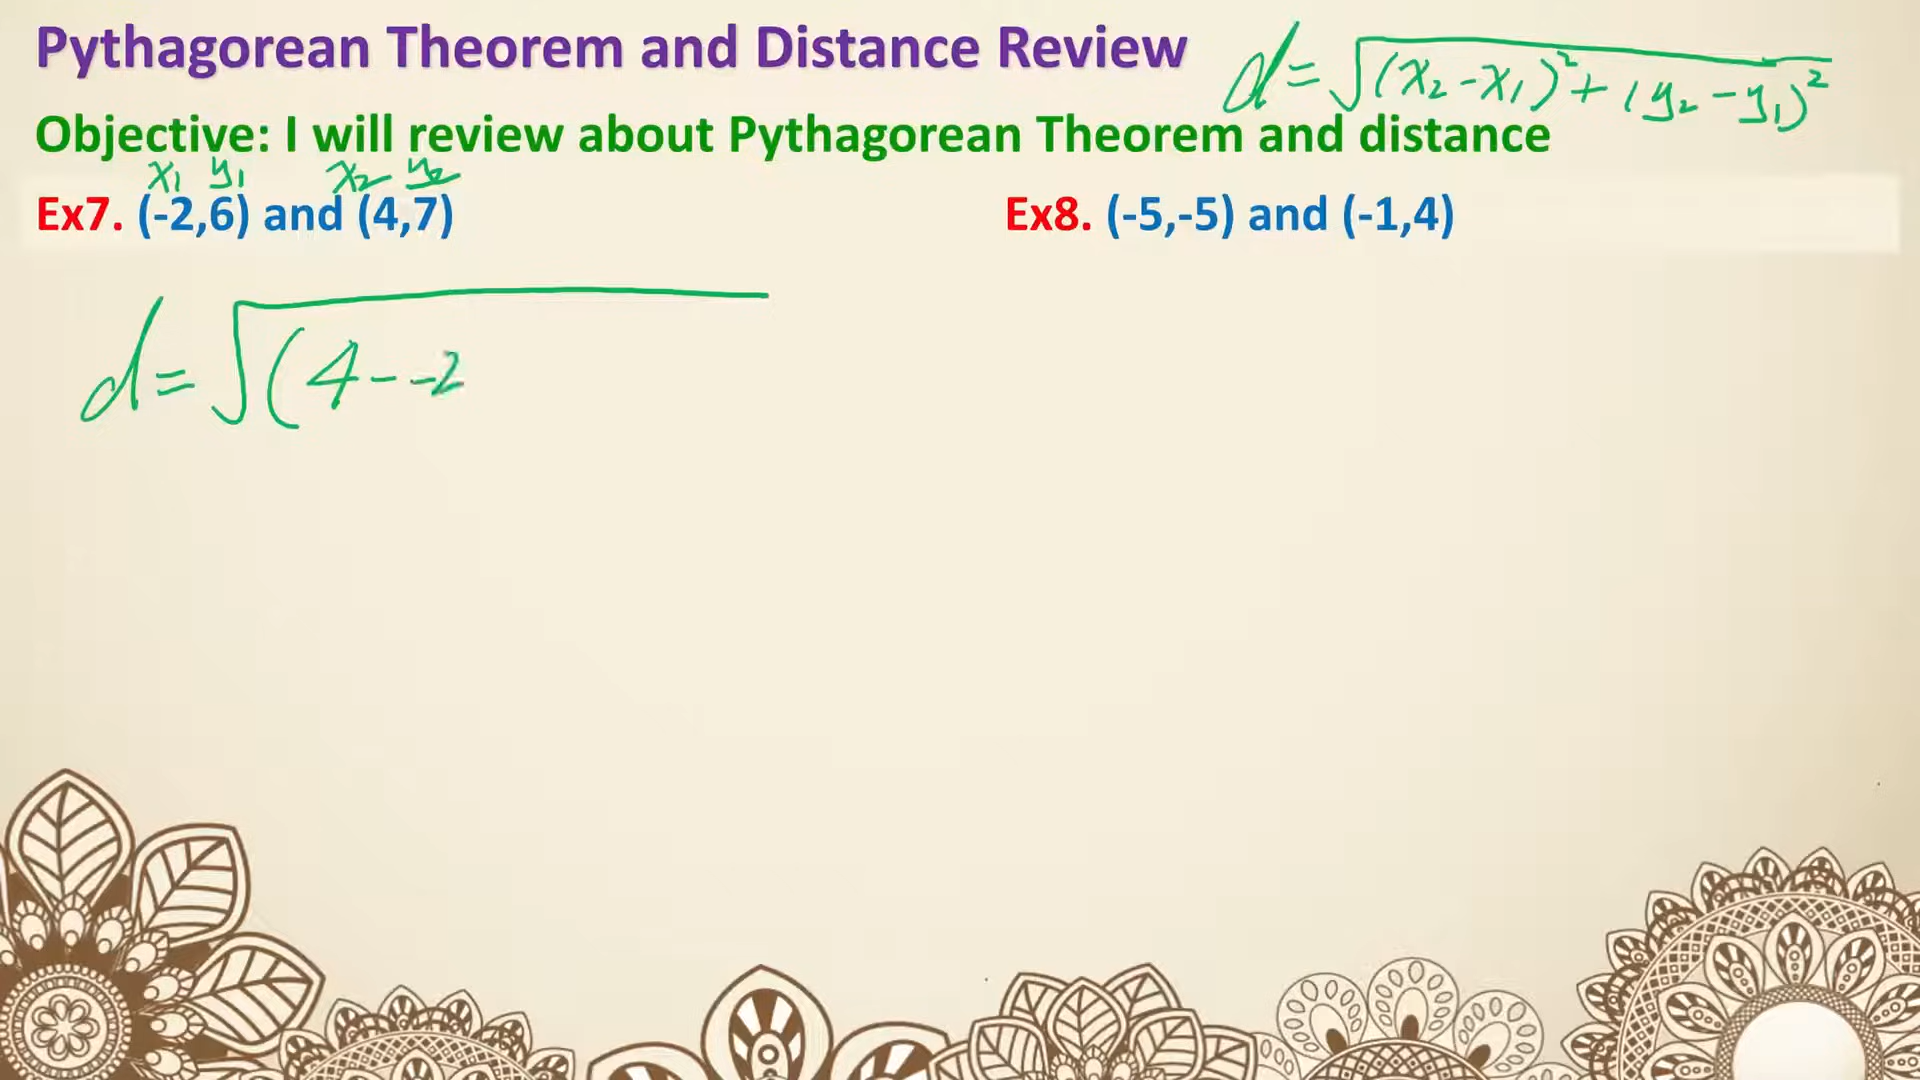 Pythagorean Theorem and Distance Review
d = √(x₂ - x₁)² + (y₂ - y₁)²
Objective: I will review about Pythagorean Theorem and distance
x₁ y₁ x₂ y₂
Ex7. (-2,6) and (4,7)
Ex8. (-5,-5) and (-1,4)
d = √(4 - -2